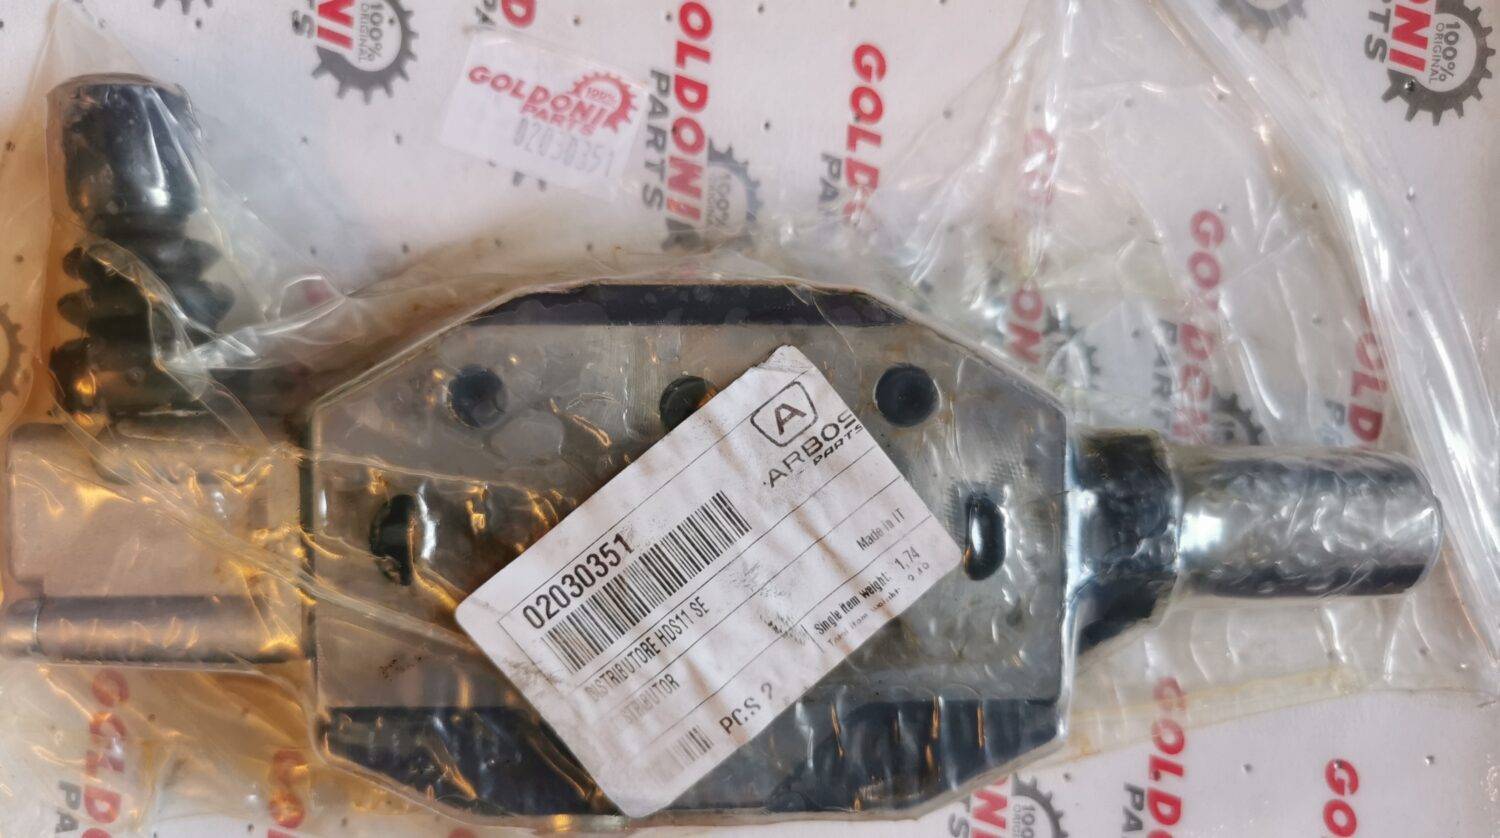 GOLDONI
PARTS
100%
02030351
GOLDONI
PARTS
100%
ORIGINAL
A
ARBOS
PARTS
02030351
DISTRIBUTORE HDS11 SE
Made in IT
Single Item Weight: 1,74
PCS 2